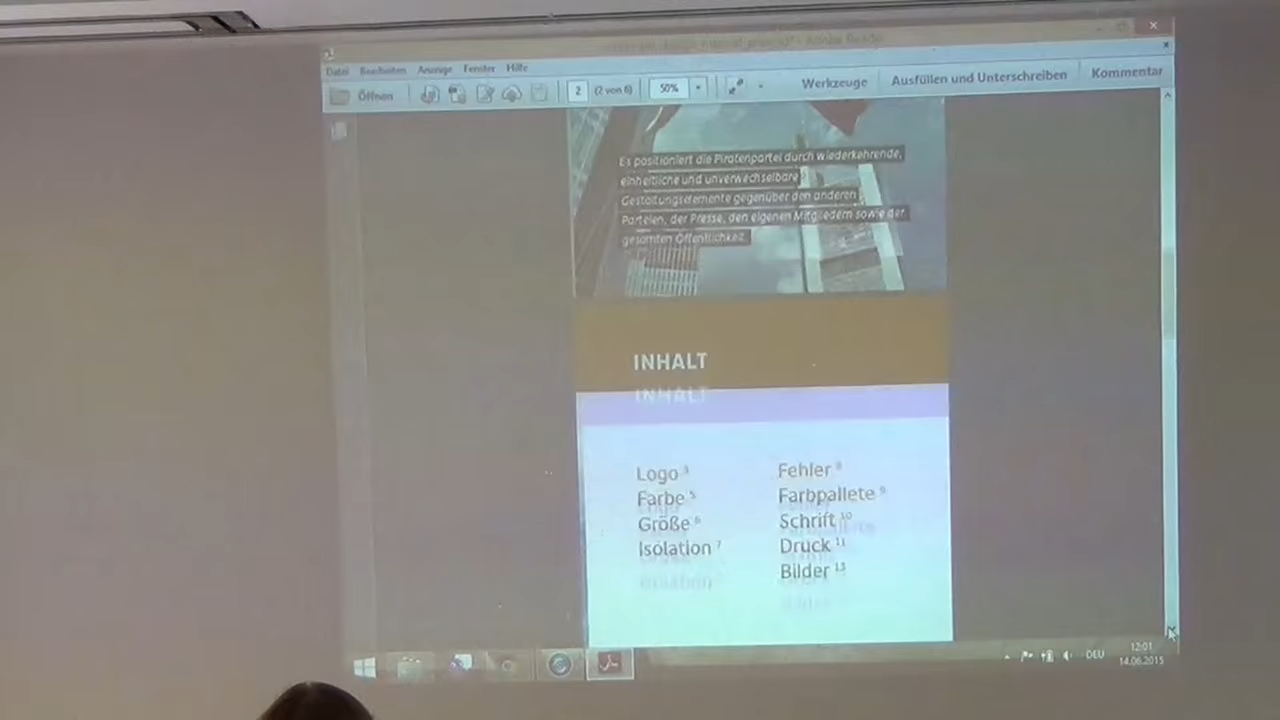 Adobe Reader
Datei Bearbeiten Anzeige Fenster Hilfe
Öffnen 2 (2 von 6) 50% Werkzeuge Ausfüllen und Unterschreiben Kommentar
Es positioniert die Piratenpartei durch wiederkehrende,
einheitliche und unverwechselbare
Gestaltungselemente gegenüber den anderen
Parteien, der Presse, den eigenen Mitgliedern sowie der
gesamten Öffentlichkeit.
INHALT
Logo 3
Farbe 5
Größe 6
Isolation 7
Fehler 8
Farbpallete 9
Schrift 10
Druck 11
Bilder 13
DEU 12:01
14.06.2015